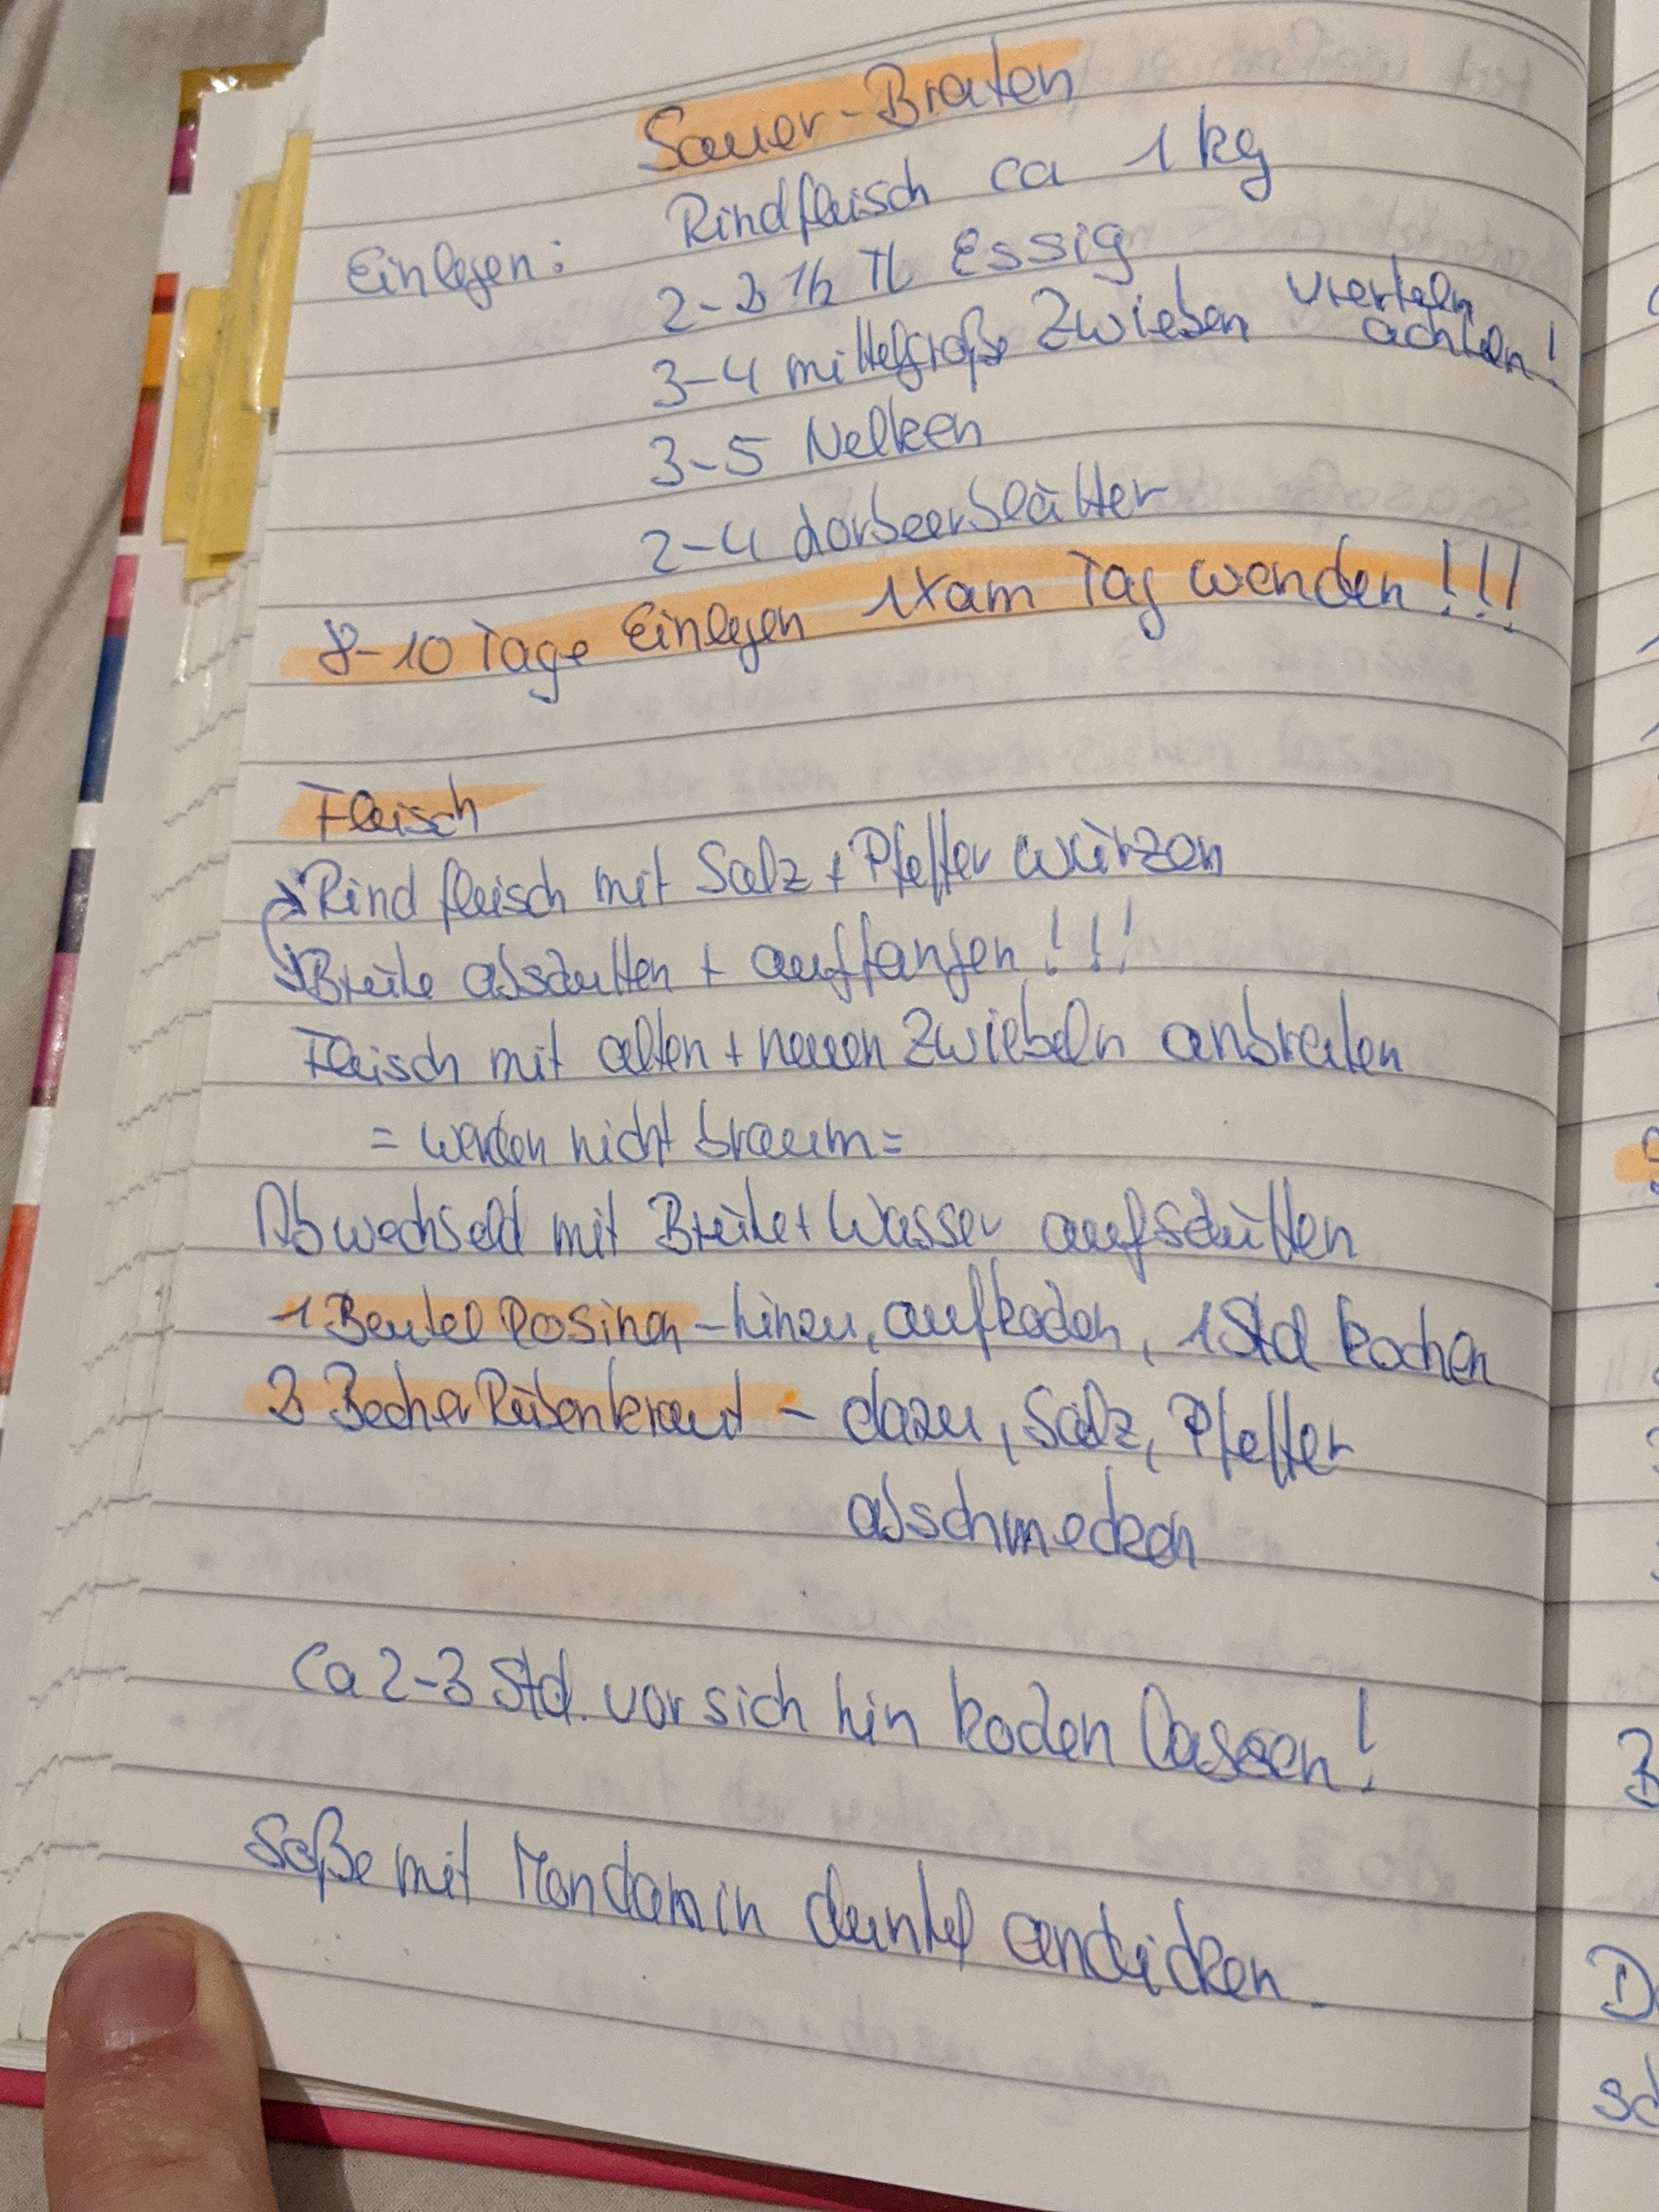 Sauer-Braten
Einlegen: Rindfleisch ca 1 kg
2-2 1/2 TL Essig
3-4 mittelgroße Zwieben vierteln
achteln!
3-5 Nelken
2-4 Lorbeerblätter
8-10 Tage Einlegen 1x am Tag wenden!!!
Fleisch
Rindfleisch mit Salz + Pfeffer würzen
Brühe abschütten + auffangen!!!
Fleisch mit alten + neuen Zwiebeln anbraten
= werden nicht braun =
Abwechseld mit Brühe + Wasser aufschütten
1 Beutel Rosinen - hinzu, aufkochen, 1 Std kochen
Becher Rübenkraut - dazu, Salz, Pfeffer
abschmecken
Ca 2-3 Std. vor sich hin kochen lassen!
Soße mit Mondamin dunkel andicken.